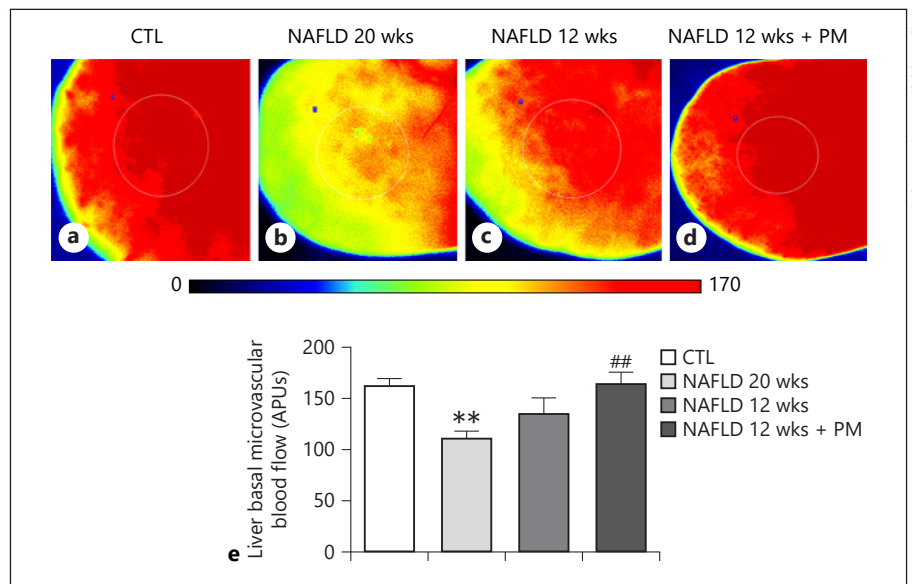 CTL
NAFLD 20 wks
NAFLD 12 wks
NAFLD 12 wks + PM
a
b
c
d
0
170
Liver basal microvascular
blood flow (APUs)
200
150
100
50
0
**
##
CTL
NAFLD 20 wks
NAFLD 12 wks
NAFLD 12 wks + PM
e